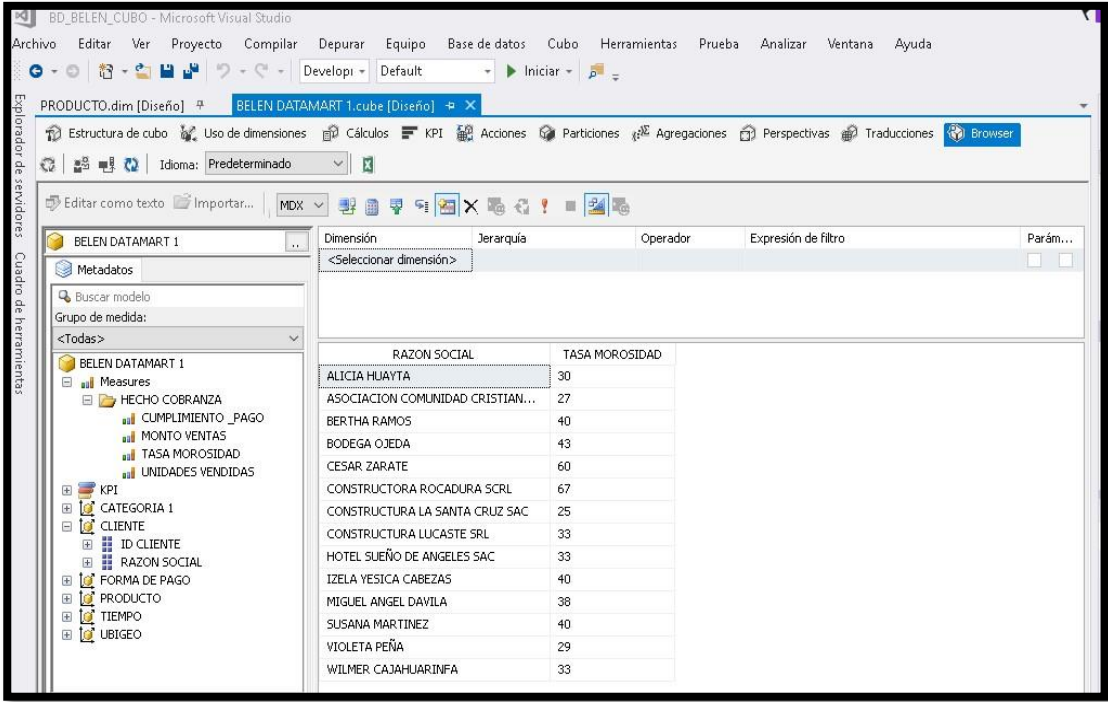 BD_BELEN_CUBO - Microsoft Visual Studio
Archivo Editar Ver Proyecto Compilar Depurar Equipo Base de datos Cubo Herramientas Prueba Analizar Ventana Ayuda
Develop Default Iniciar
Explorador de servidores
Cuadro de herramientas
PRODUCTO.dim [Diseño] BELEN DATAMART 1.cube [Diseño]
Estructura de cubo Uso de dimensiones Cálculos KPI Acciones Particiones Agregaciones Perspectivas Traducciones Browser
Idioma: Predeterminado
Editar como texto Importar... MDX
BELEN DATAMART 1 ..
Metadatos
Buscar modelo
Grupo de medida:
<Todas>
BELEN DATAMART 1
Measures
HECHO COBRANZA
CUMPLIMIENTO _PAGO
MONTO VENTAS
TASA MOROSIDAD
UNIDADES VENDIDAS
KPI
CATEGORIA 1
CLIENTE
ID CLIENTE
RAZON SOCIAL
FORMA DE PAGO
PRODUCTO
TIEMPO
UBIGEO
Dimensión Jerarquía Operador Expresión de filtro Parám...
<Seleccionar dimensión>
RAZON SOCIAL TASA MOROSIDAD
ALICIA HUAYTA 30
ASOCIACION COMUNIDAD CRISTIAN... 27
BERTHA RAMOS 40
BODEGA OJEDA 43
CESAR ZARATE 60
CONSTRUCTORA ROCADURA SCRL 67
CONSTRUCTURA LA SANTA CRUZ SAC 25
CONSTRUCTURA LUCASTE SRL 33
HOTEL SUEÑO DE ANGELES SAC 33
IZELA YESICA CABEZAS 40
MIGUEL ANGEL DAVILA 38
SUSANA MARTINEZ 40
VIOLETA PEÑA 29
WILMER CAJAHUARINFA 33